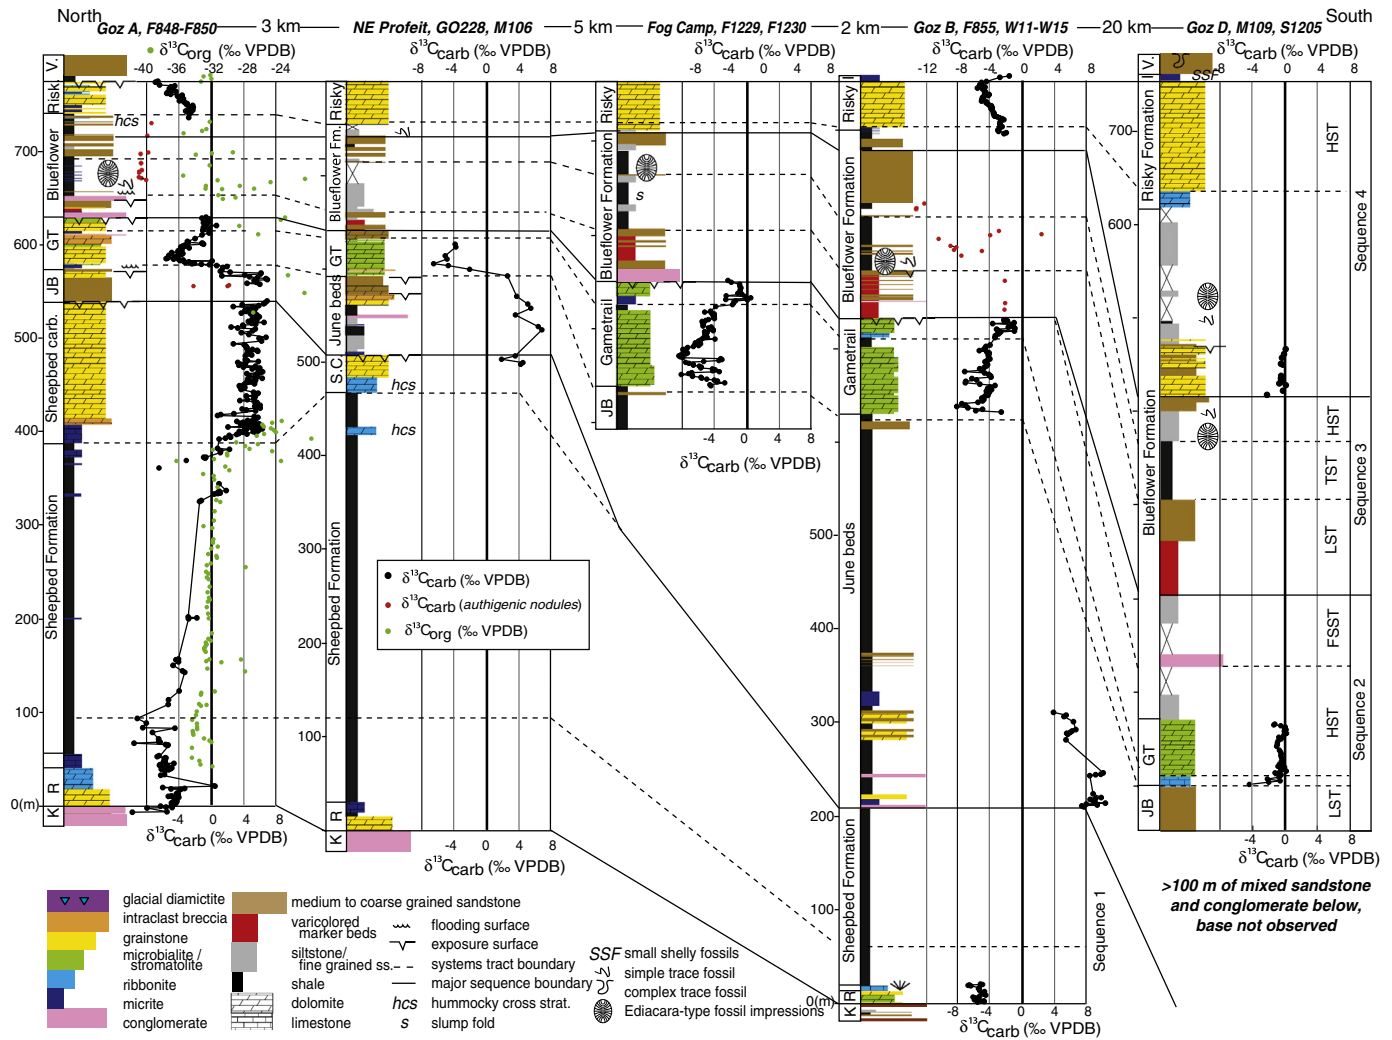 North
South
Goz A, F848-F850
3 km
NE Profeit, GO228, M106
5 km
Fog Camp, F1229, F1230
2 km
Goz B, F855, W11-W15
20 km
Goz D, M109, S1205
δ13Corg (‰ VPDB)
-40 -36 -32 -28 -24
V.
Risk.
Blueflower
GT
JB
Sheepbed carb.
Sheepbed Formation
R
K
700
600
500
400
300
200
100
0(m)
hcs
-4 0 4 8
δ13Ccarb (‰ VPDB)
δ13Ccarb (‰ VPDB)
-8 -4 0 4 8
Risky
Blueflower Fm.
GT
June beds
S.C.
Sheepbed Formation
R
K
500
400
300
200
100
hcs
hcs
-8 -4 0 4 8
δ13Ccarb (‰ VPDB)
δ13Ccarb (‰ VPDB)
-8 -4 0 4 8
Risky
Blueflower Formation
Gametrail
JB
s
-4 0 4 8
δ13Ccarb (‰ VPDB)
δ13Ccarb (‰ VPDB)
-12 -8 -4 0 4 8
I
Risky
Blueflower Formation
Gametrail
June beds
Sheepbed Formation
R
K
500
400
300
200
100
0(m)
Sequence 1
-8 -4 0 4 8
δ13Ccarb (‰ VPDB)
δ13Ccarb (‰ VPDB)
-4 0 4 8
V.
I
SSF
Risky Formation
Blueflower Formation
GT
JB
700
600
HST
Sequence 4
HST
TST
LST
Sequence 3
FSST
HST
LST
Sequence 2
-4 0 4 8
δ13Ccarb (‰ VPDB)
>100 m of mixed sandstone
and conglomerate below,
base not observed
δ13Ccarb (‰ VPDB)
δ13Ccarb (authigenic nodules)
δ13Corg (‰ VPDB)
glacial diamictite
intraclast breccia
grainstone
microbialite /
stromatolite
ribbonite
micrite
conglomerate
medium to coarse grained sandstone
varicolored
marker beds
siltstone/
fine grained ss.
shale
dolomite
limestone
flooding surface
exposure surface
systems tract boundary
major sequence boundary
hcs hummocky cross strat.
s slump fold
SSF small shelly fossils
simple trace fossil
complex trace fossil
Ediacara-type fossil impressions